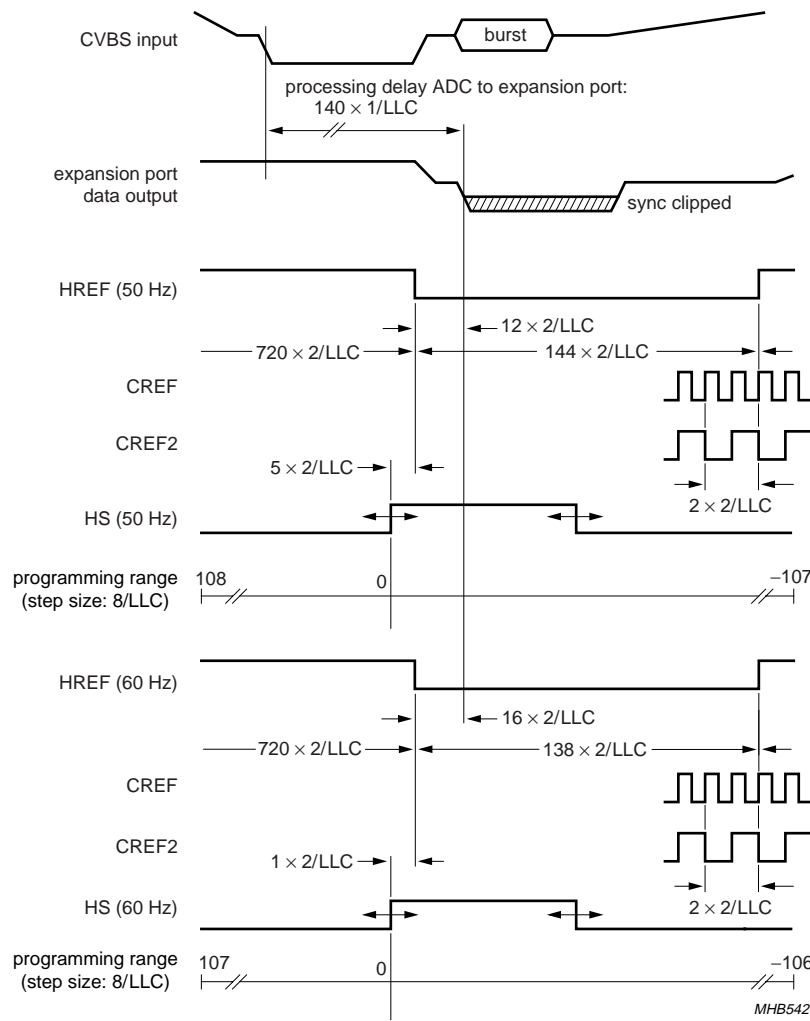 CVBS input
burst
processing delay ADC to expansion port:
140 × 1/LLC
expansion port
data output
sync clipped
HREF (50 Hz)
12 × 2/LLC
720 × 2/LLC
144 × 2/LLC
CREF
CREF2
5 × 2/LLC
2 × 2/LLC
HS (50 Hz)
programming range
(step size: 8/LLC)
108
0
−107
HREF (60 Hz)
16 × 2/LLC
720 × 2/LLC
138 × 2/LLC
CREF
CREF2
1 × 2/LLC
2 × 2/LLC
HS (60 Hz)
programming range
(step size: 8/LLC)
107
0
−106
MHB542